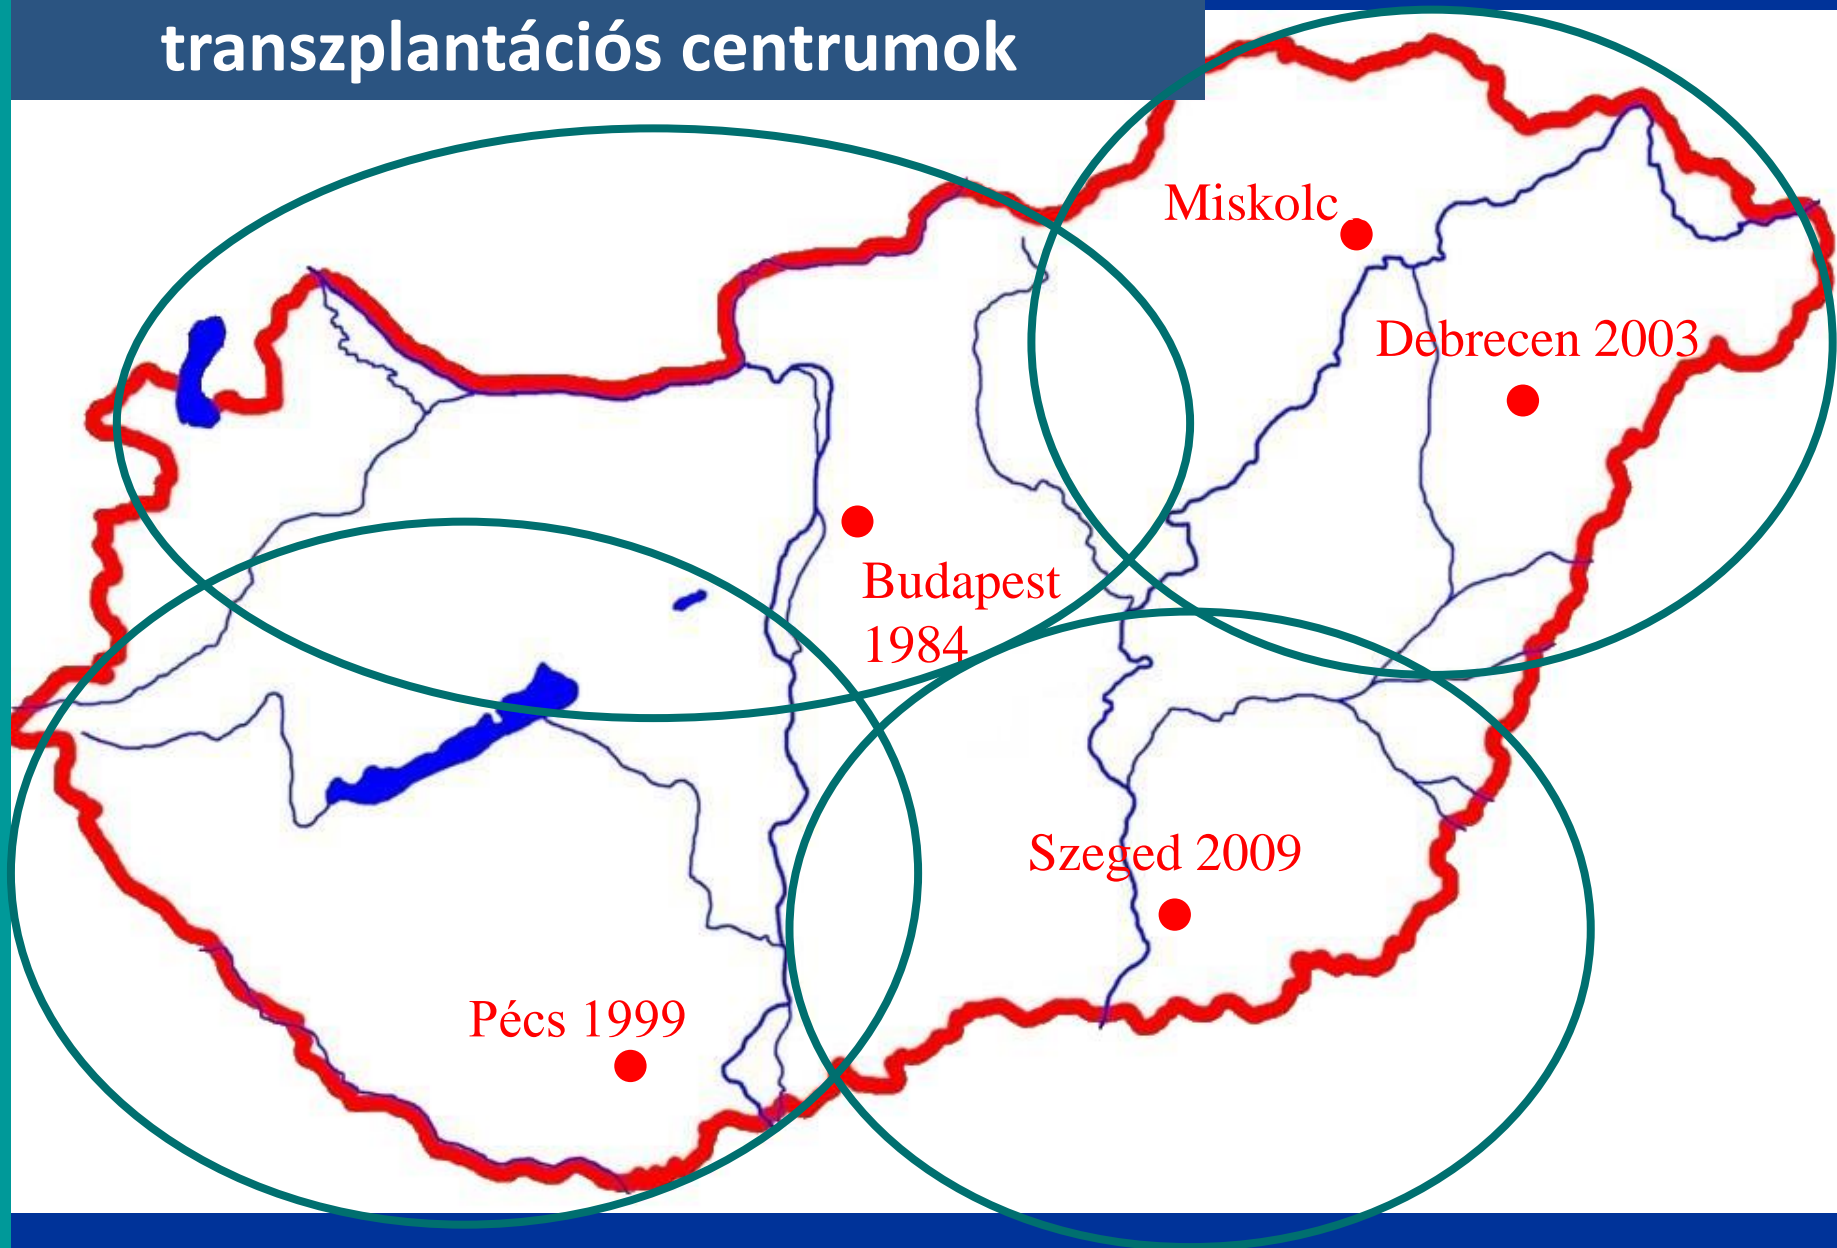 transzplantációs centrumok
Miskolc
Debrecen 2003
Budapest
1984
Szeged 2009
Pécs 1999